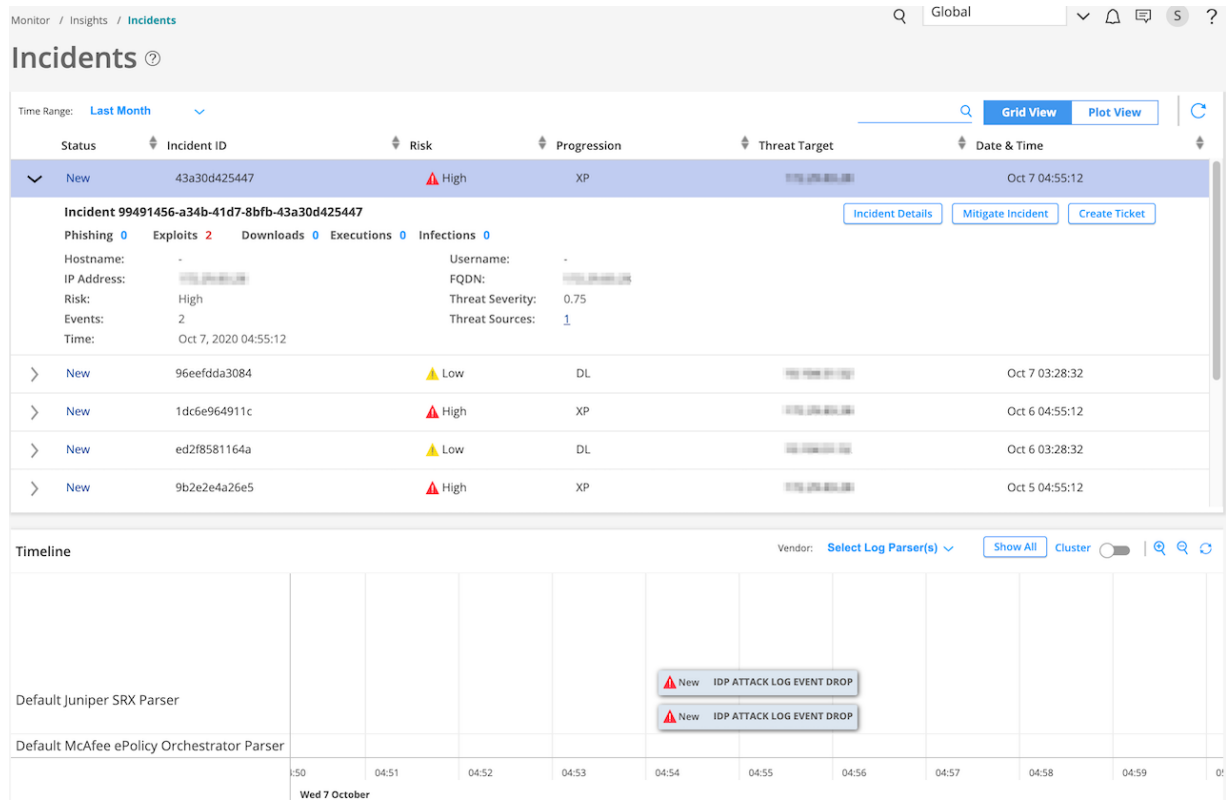 Monitor / Insights / Incidents
Global
S
?
Incidents ?
Time Range: Last Month
Grid View Plot View
Status Incident ID Risk Progression Threat Target Date & Time
New 43a30d425447 High XP Oct 7 04:55:12
Incident 99491456-a34b-41d7-8bfb-43a30d425447
Incident Details Mitigate Incident Create Ticket
Phishing 0 Exploits 2 Downloads 0 Executions 0 Infections 0
Hostname: - Username: -
IP Address: FQDN:
Risk: High Threat Severity: 0.75
Events: 2 Threat Sources: 1
Time: Oct 7, 2020 04:55:12
New 96eefdda3084 Low DL Oct 7 03:28:32
New 1dc6e964911c High XP Oct 6 04:55:12
New ed2f8581164a Low DL Oct 6 03:28:32
New 9b2e2e4a26e5 High XP Oct 5 04:55:12
Timeline
Vendor: Select Log Parser(s) Show All Cluster
New IDP ATTACK LOG EVENT DROP
Default Juniper SRX Parser
New IDP ATTACK LOG EVENT DROP
Default McAfee ePolicy Orchestrator Parser
:50 04:51 04:52 04:53 04:54 04:55 04:56 04:57 04:58 04:59
Wed 7 October